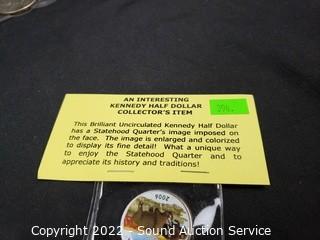 AN INTERESTING
KENNEDY HALF DOLLAR
COLLECTOR'S ITEM
396.
This Brilliant Uncirculated Kennedy Half Dollar
has a Statehood Quarter's image imposed on
the face. The image is enlarged and colorized
to display its fine detail! What a unique way
to enjoy the Statehood Quarter and to
appreciate its history and traditions!
2006
Copyright 2022 - Sound Auction Service